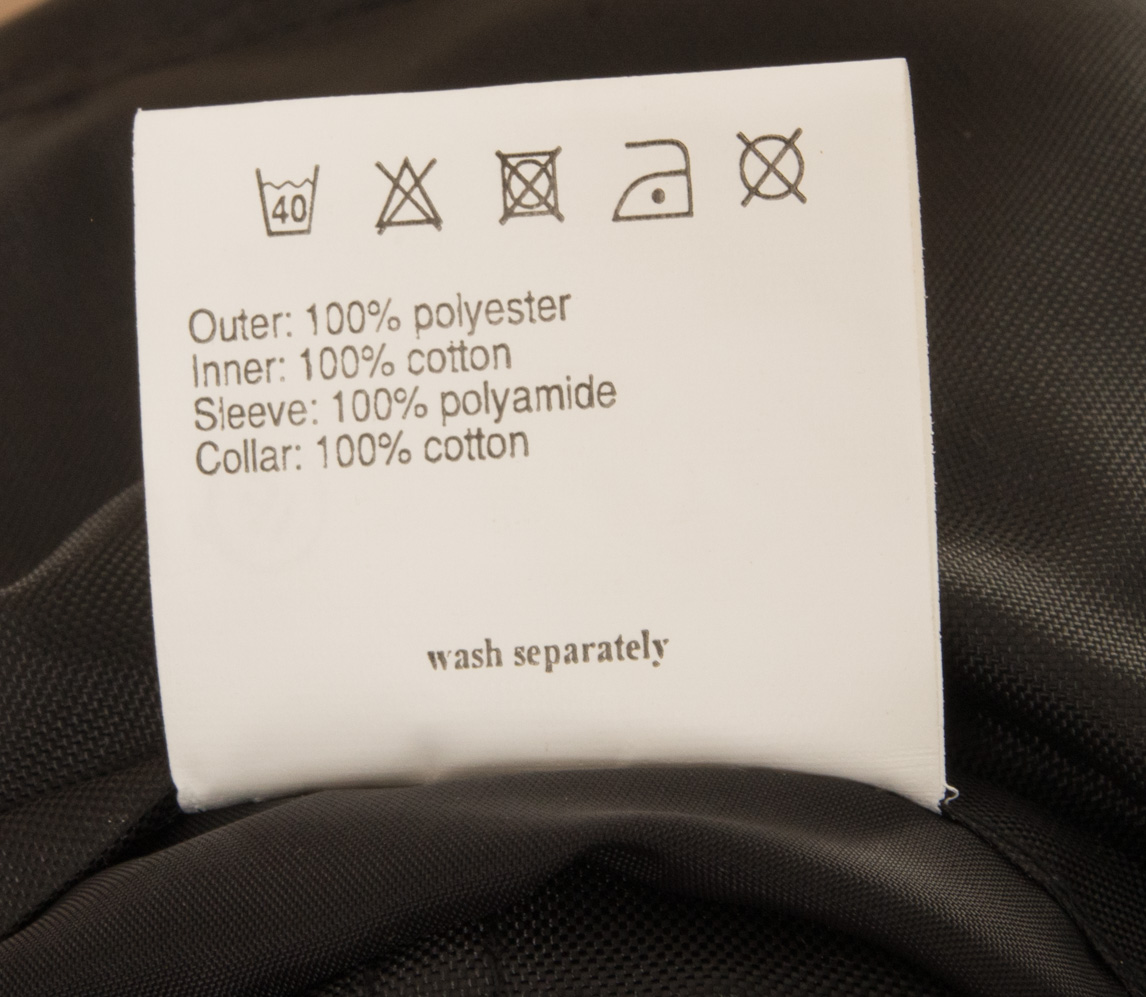 40
Outer: 100% polyester
Inner: 100% cotton
Sleeve: 100% polyamide
Collar: 100% cotton
wash separately